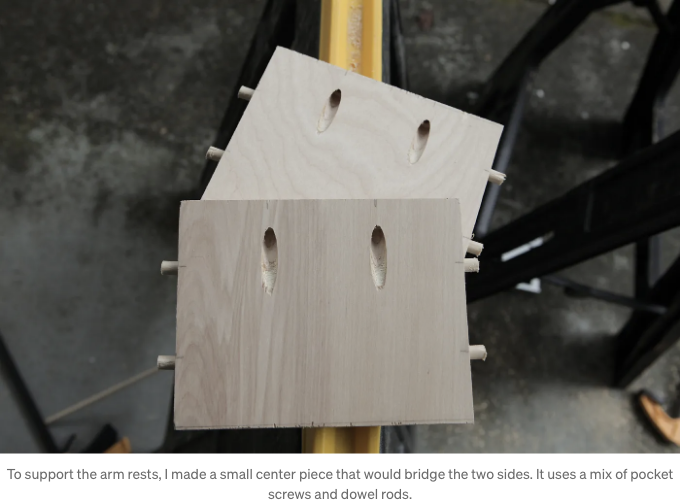 To support the arm rests, I made a small center piece that would bridge the two sides. It uses a mix of pocket
screws and dowel rods.